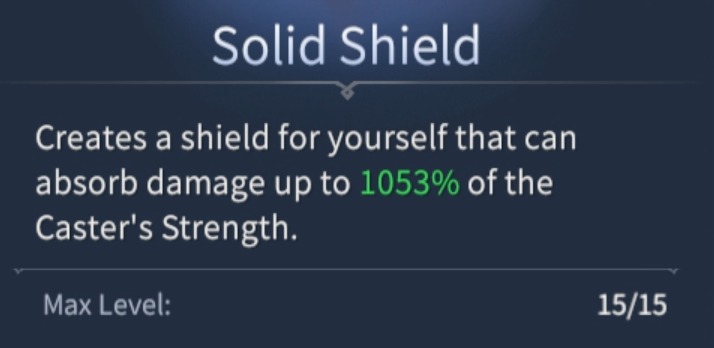 Solid Shield
Creates a shield for yourself that can
absorb damage up to 1053% of the
Caster's Strength.
Max Level: 15/15